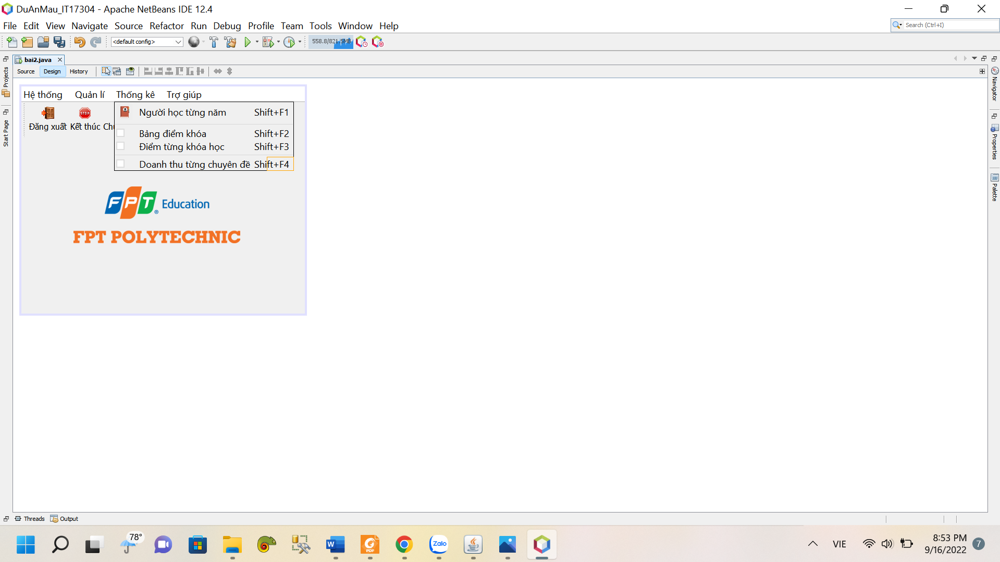 DuAnMau_IT17304 - Apache NetBeans IDE 12.4
File Edit View Navigate Source Refactor Run Debug Profile Team Tools Window Help
Search (Ctrl+I)
<default config>
558.8/821.5MB
bai2.java
Source Design History
Projects
Start Page
Navigator
Properties
Palette
Hệ thống Quản lí Thống kê Trợ giúp
STOP
Đăng xuất Kết thúc Chu
Người học từng năm Shift+F1
Bảng điểm khóa Shift+F2
Điểm từng khóa học Shift+F3
Doanh thu từng chuyên đề Shift+F4
FPT Education
FPT POLYTECHNIC
Threads Output
78°
W
PDF
Zalo
VIE
8:53 PM
9/16/2022
7